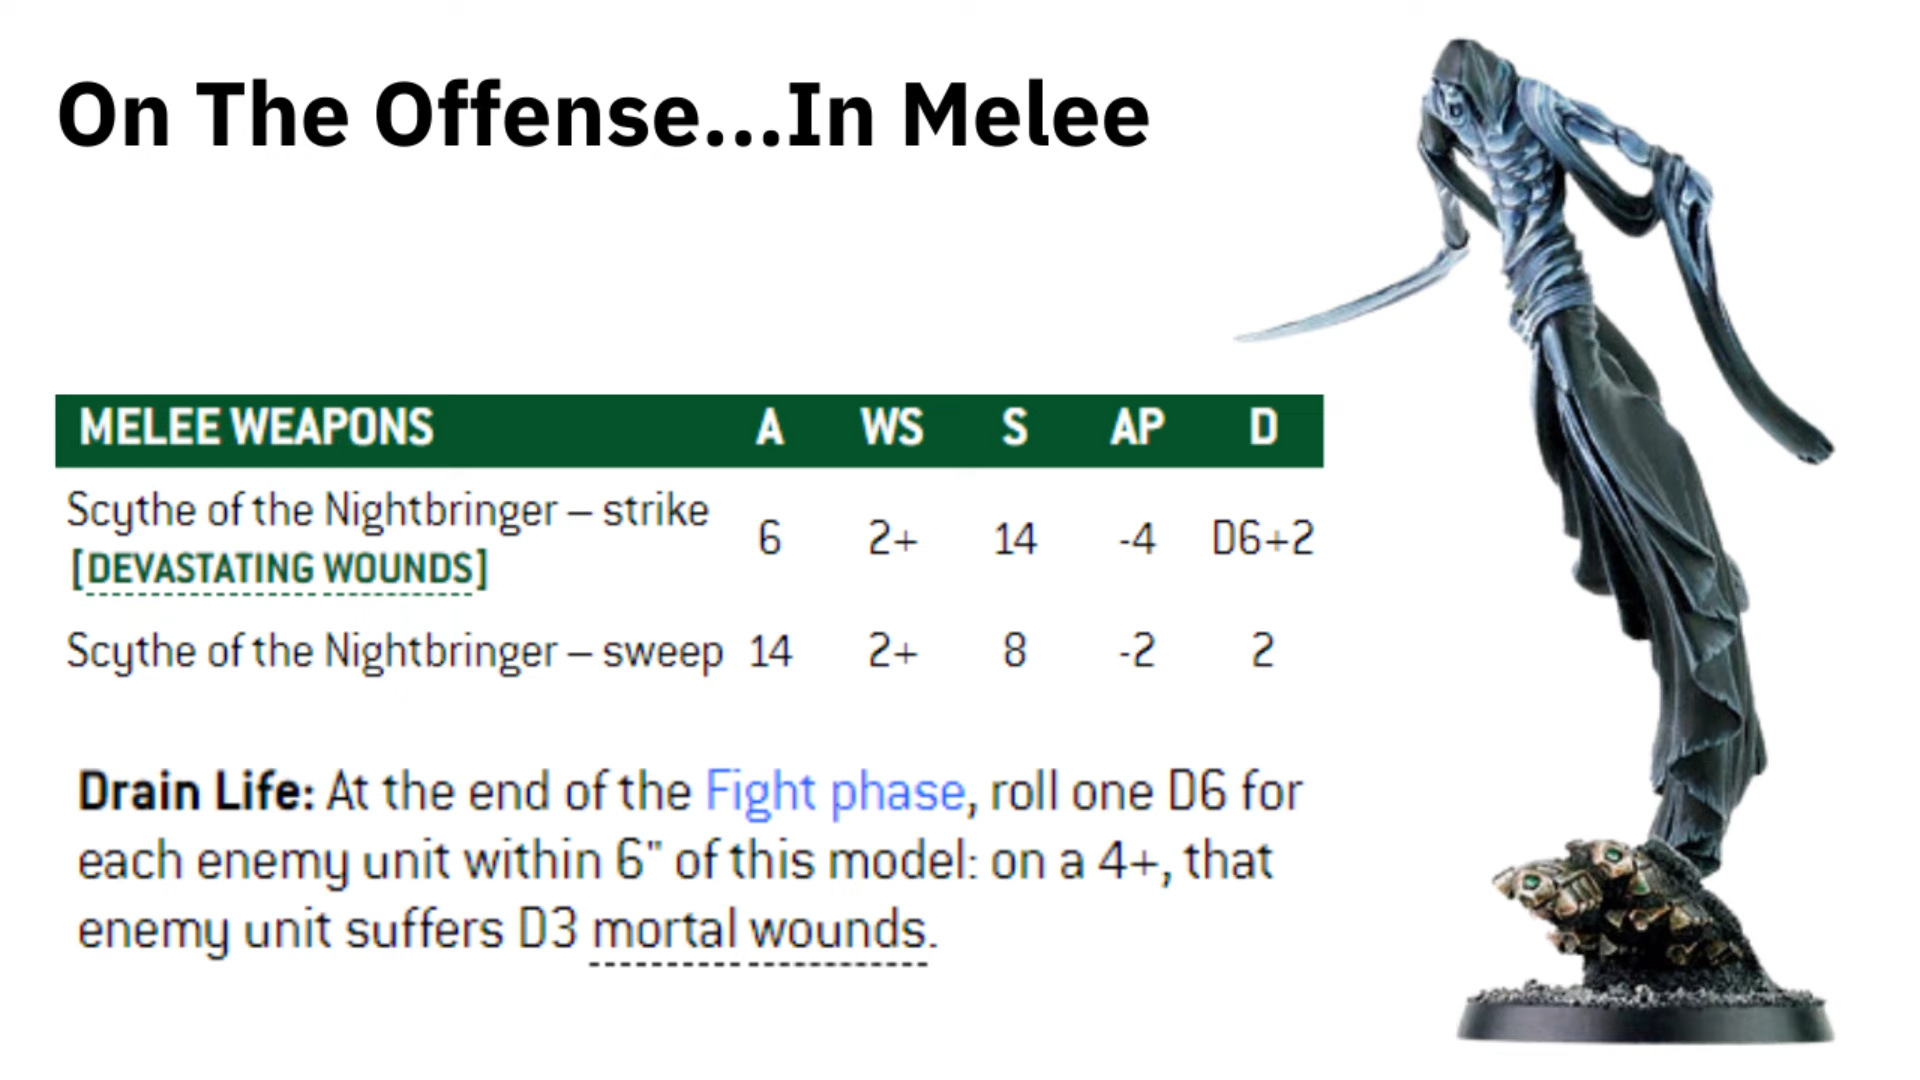 On The Offense...In Melee
MELEE WEAPONS A WS S AP D
Scythe of the Nightbringer – strike
[DEVASTATING WOUNDS] 6 2+ 14 -4 D6+2
Scythe of the Nightbringer – sweep 14 2+ 8 -2 2
Drain Life: At the end of the Fight phase, roll one D6 for
each enemy unit within 6" of this model: on a 4+, that
enemy unit suffers D3 mortal wounds.